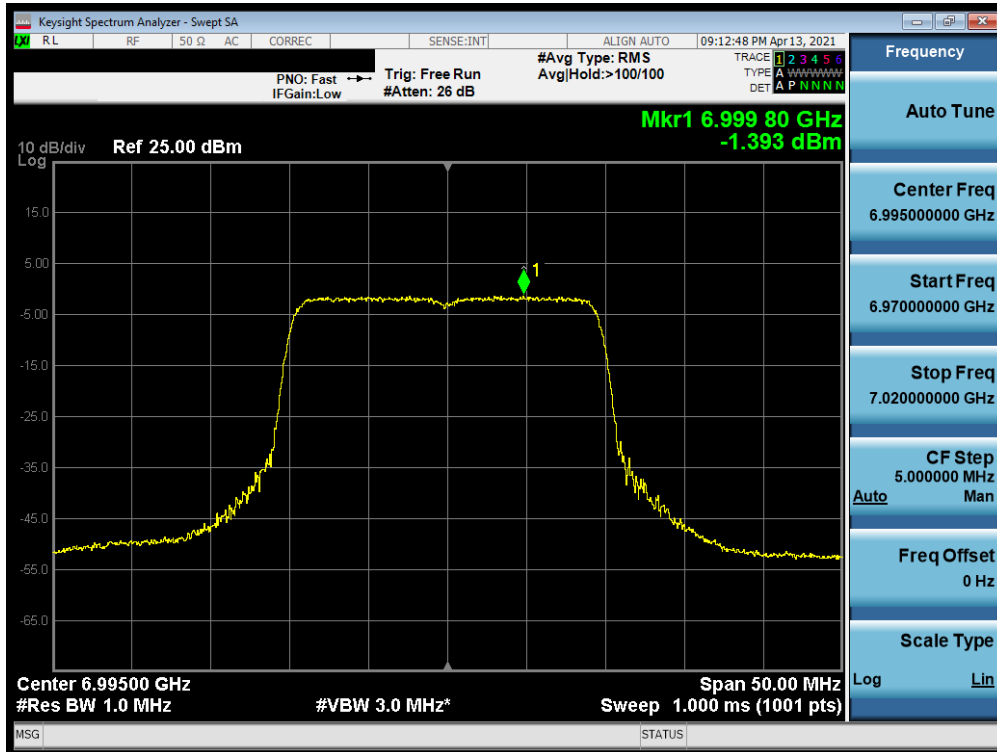 Keysight Spectrum Analyzer - Swept SA
LXI RL RF 50 Ω AC CORREC SENSE:INT ALIGN AUTO 09:12:48 PM Apr 13, 2021
PNO: Fast
IFGain:Low
Trig: Free Run
#Atten: 26 dB
#Avg Type: RMS
Avg|Hold:>100/100
TRACE 1 2 3 4 5 6
TYPE A WWWWW
DET A P N N N N
Mkr1 6.999 80 GHz
-1.393 dBm
10 dB/div
Log
Ref 25.00 dBm
15.0
5.00
-5.00
-15.0
-25.0
-35.0
-45.0
-55.0
-65.0
1
Center 6.99500 GHz
#Res BW 1.0 MHz
#VBW 3.0 MHz*
Span 50.00 MHz
Sweep 1.000 ms (1001 pts)
MSG
STATUS
Frequency
Auto Tune
Center Freq
6.995000000 GHz
Start Freq
6.970000000 GHz
Stop Freq
7.020000000 GHz
CF Step
5.000000 MHz
Auto Man
Freq Offset
0 Hz
Scale Type
Log Lin